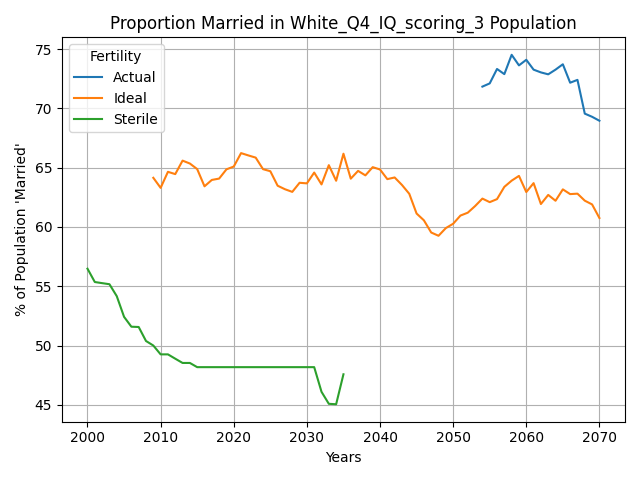 Proportion Married in White_Q4_IQ_scoring_3 Population
75
70
65
60
55
50
45
% of Population 'Married'
Fertility
Actual
Ideal
Sterile
2000 2010 2020 2030 2040 2050 2060 2070
Years